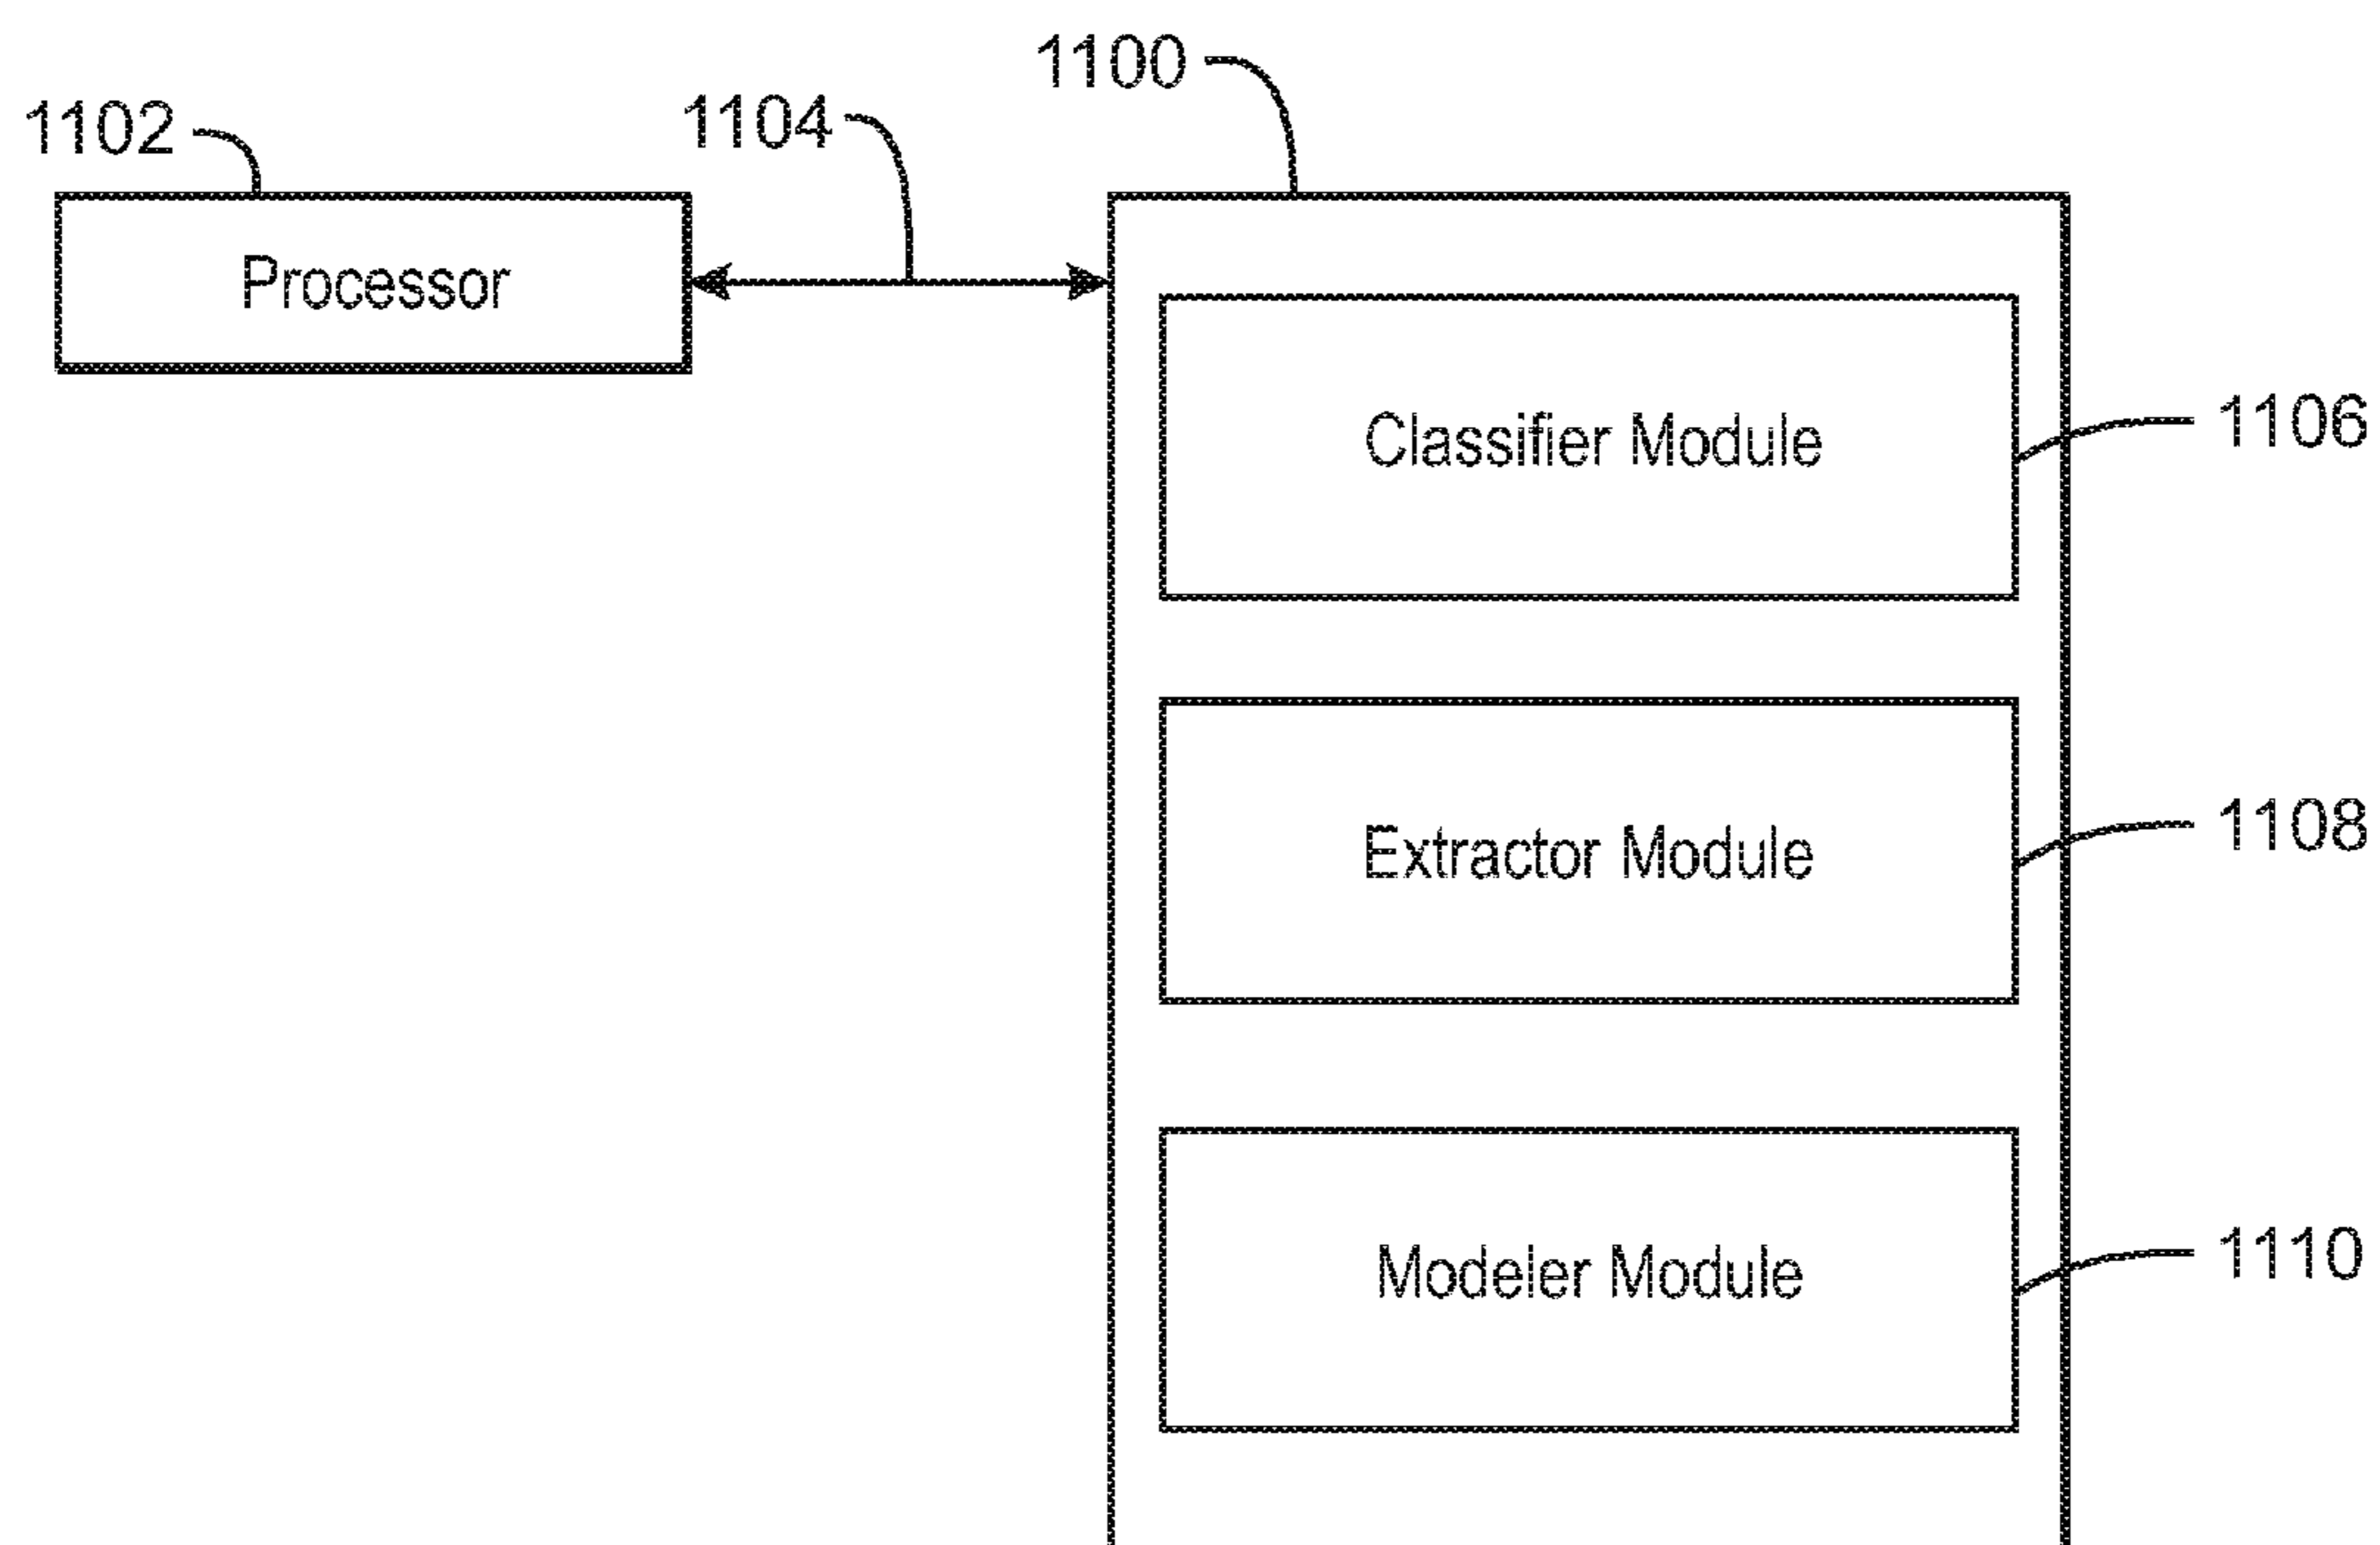 1100
1102
1104
Processor
Classifier Module
1106
Extractor Module
1108
Modeler Module
1110